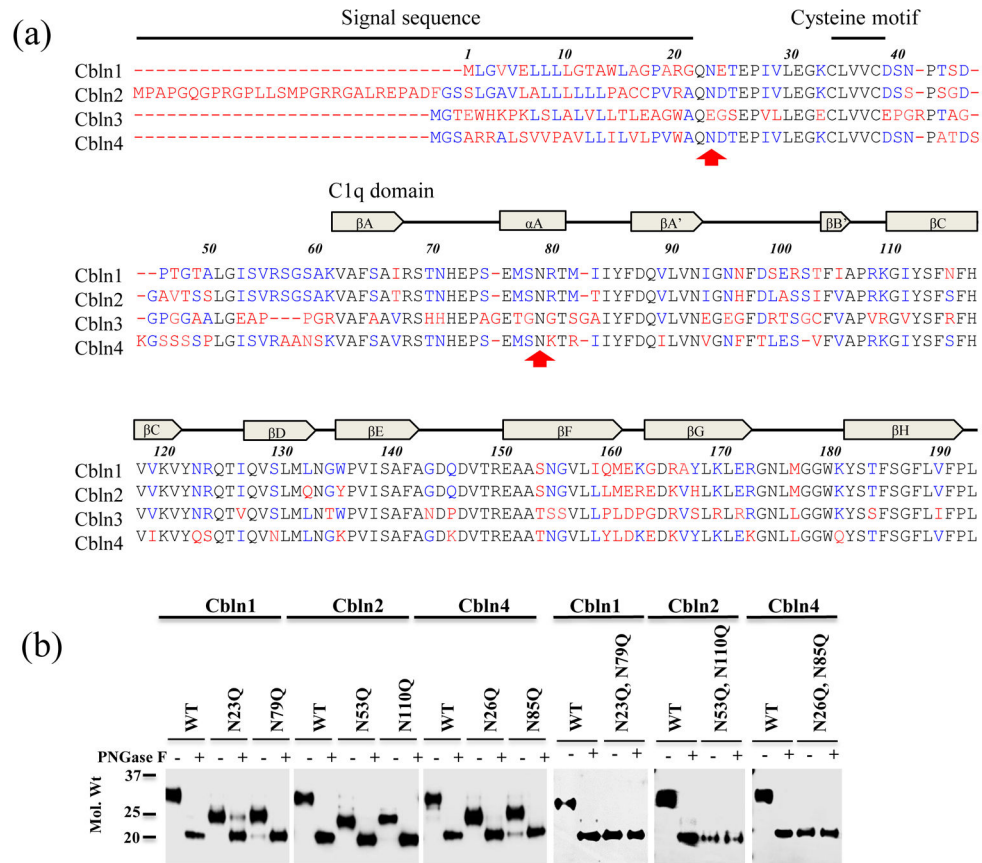 (a)
Signal sequence Cysteine motif
1 10 20 30 40
Cbln1 ------------------------------MLGVVELLLLGTAWLAGPARGQNETEPIVLEGKCLVVCDSN-PTSD-
Cbln2 MPAPGQGPRGPLLSMPGRRGALREPADFGSSLGAVLALLLLLLPACCPVRAQNDTEPIVLEGKCLVVCDSS-PSGD-
Cbln3 ---------------------------MGTEWHKPKLSLALVLLTLEAGWAQEGSEPVLLEGECLVVCEPGRPTAG-
Cbln4 ---------------------------MGSARRALSVVPAVLLILVLPVWAQNDTEPIVLEGKCLVVCDSN-PATDS
C1q domain
βA αA βA' βB' βC
50 60 70 80 90 100 110
Cbln1 --PTGTALGISVRSGSAKVAFSAIRSTNHEPS-EMSNRTM-IIYFDQVLVNIGNNFDSERSTFIAPRKGIYSFNFH
Cbln2 -GAVTSSLGISVRSGSAKVAFSATRSTNHEPS-EMSNRTM-TIYFDQVLVNIGNHFDLASSIFVAPRKGIYSFSFH
Cbln3 -GPGGAALGEAP---PGRVAFAAVRSHHHEPAGETGNGTSGAIYFDQVLVNEGEGFDRTSGCFVAPVRGVYSFRFH
Cbln4 KGSSSSPLGISVRAANSKVAFSAVRSTNHEPS-EMSNKTR-IIYFDQILVNVGNFFTLES-VFVAPRKGIYSFSFH
βC βD βE βF βG βH
120 130 140 150 160 170 180 190
Cbln1 VVKVYNRQTIQVSLMLNGWPVISAFAGDQDVTREAASNGVLIQMEKGDRAYLKLERGNLMGGWKYSTFSGFLVFPL
Cbln2 VVKVYNRQTIQVSLMQNGYPVISAFAGDQDVTREAASNGVLLLMEREDKVHLKLERGNLMGGWKYSTFSGFLVFPL
Cbln3 VVKVYNRQTVQVSLMLNTWPVISAFANDPDVTREAATSSVLLPLDPGDRVSLRLRRGNLLGGWKYSSFSGFLIFPL
Cbln4 VIKVYQSQTIQVNLMLNGKPVISAFAGDKDVTREAATNGVLLYLDKEDKVYLKLEKGNLVGGWQYSTFSGFLVFPL
(b)
Cbln1 Cbln2 Cbln4 Cbln1 Cbln2 Cbln4
WT N23Q N79Q WT N53Q N110Q WT N26Q N85Q WT N23Q, N79Q WT N53Q, N110Q WT N26Q, N85Q
PNGase F - + - + - + - + - + - + - + - + - + - + - + - + - + - + - +
Mol. Wt
37
25
20